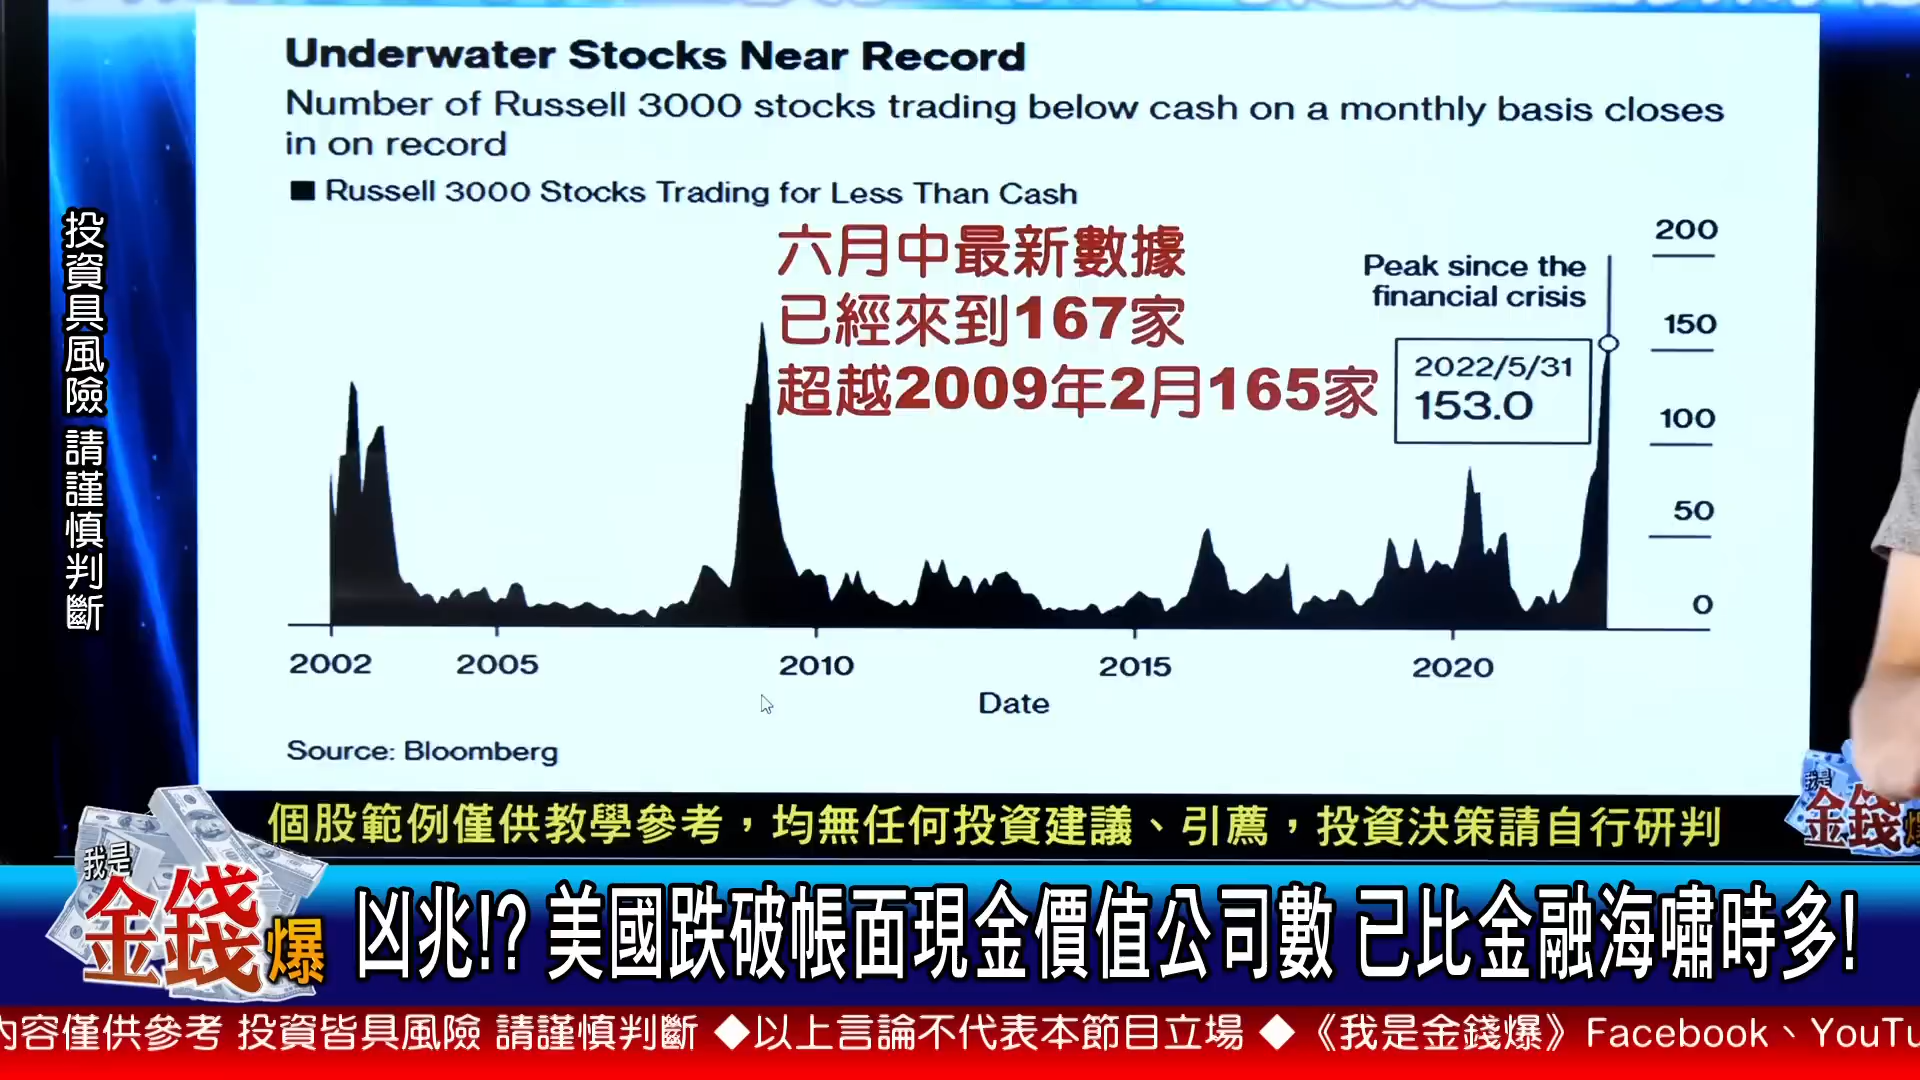 Underwater Stocks Near Record
Number of Russell 3000 stocks trading below cash on a monthly basis closes
in on record
Russell 3000 Stocks Trading for Less Than Cash
六月中最新數據
已經來到167家
超越2009年2月165家
Peak since the
financial crisis
2022/5/31
153.0
200
150
100
50
0
2002 2005 2010 2015 2020
Date
Source: Bloomberg
投資具風險 請謹慎判斷
個股範例僅供教學參考，均無任何投資建議、引薦，投資決策請自行研判
我是
金錢爆
我是
金錢爆
凶兆!? 美國跌破帳面現金價值公司數 已比金融海嘯時多!
內容僅供參考 投資皆具風險 請謹慎判斷 ◆以上言論不代表本節目立場 ◆《我是金錢爆》Facebook、YouTu